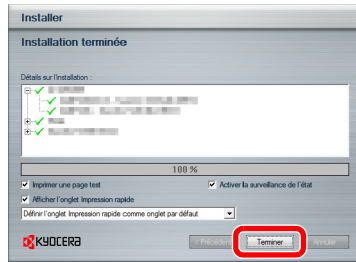 Installer
Installation terminée
Détails sur l'installation :
100 %
Imprimer une page test
Activer la surveillance de l'état
Afficher l'onglet Impression rapide
Définir l'onglet Impression rapide comme onglet par défaut
KYOCERA
< Précédent
Terminer
Annuler